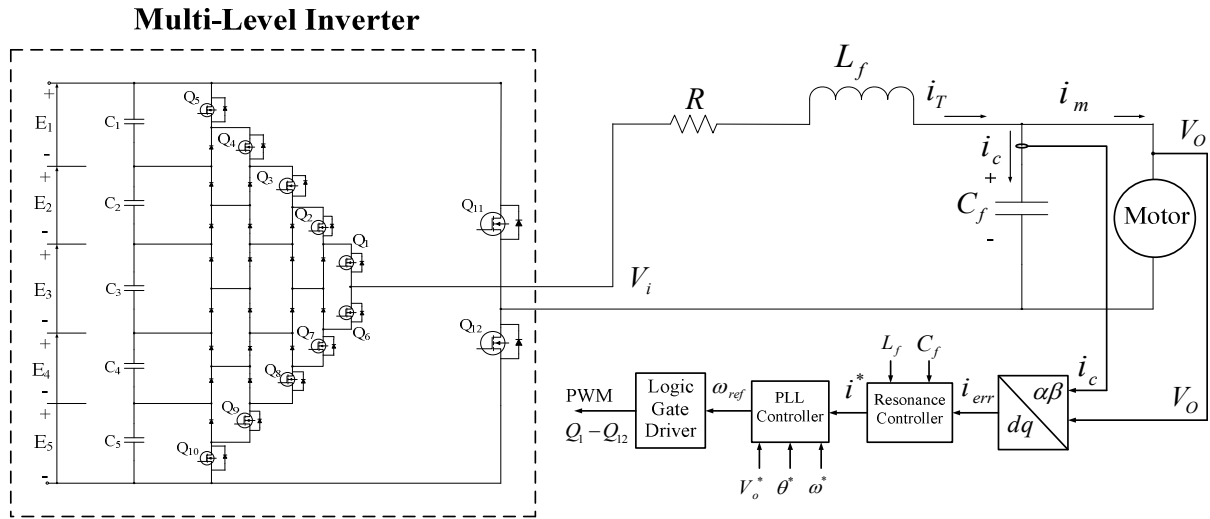 Multi-Level Inverter
+
E1
-
+
E2
-
+
E3
-
+
E4
-
+
E5
-
C1
C2
C3
C4
C5
Q5
Q4
Q3
Q2
Q1
Q6
Q7
Q8
Q9
Q10
Q11
Q12
Vi
R
Lf
iT
im
ic
+
Cf
-
VO
Motor
ic
VO
αβ
dq
ierr
Lf
Cf
Resonance
Controller
i*
PLL
Controller
Vo*
θ*
ω*
ωref
Logic
Gate
Driver
PWM
Q1 − Q12